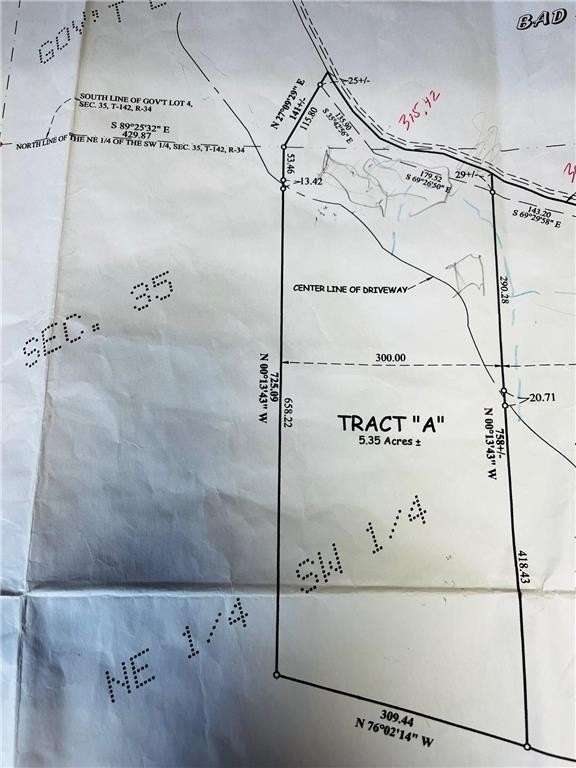 GOV'T L
BAD
SOUTH LINE OF GOV'T LOT 4,
SEC. 35, T-142, R-34
S 89°25'32" E
429.87
NORTH LINE OF THE NE 1/4 OF THE SW 1/4, SEC. 35, T-142, R-34
N 27°09'29" E
141+/-
115.80
25+/-
S 35°42'56" E
315.42
53.46
13.42
179.52
S 69°26'50" E
29+/-
143.20
S 69°29'58" E
CENTER LINE OF DRIVEWAY
290.28
SEC. 35
300.00
N 00°13'43" W
725.09
658.22
TRACT "A"
5.35 Acres ±
20.71
758+/-
N 00°13'43" W
418.43
NE 1/4
SW 1/4
309.44
N 76°02'14" W